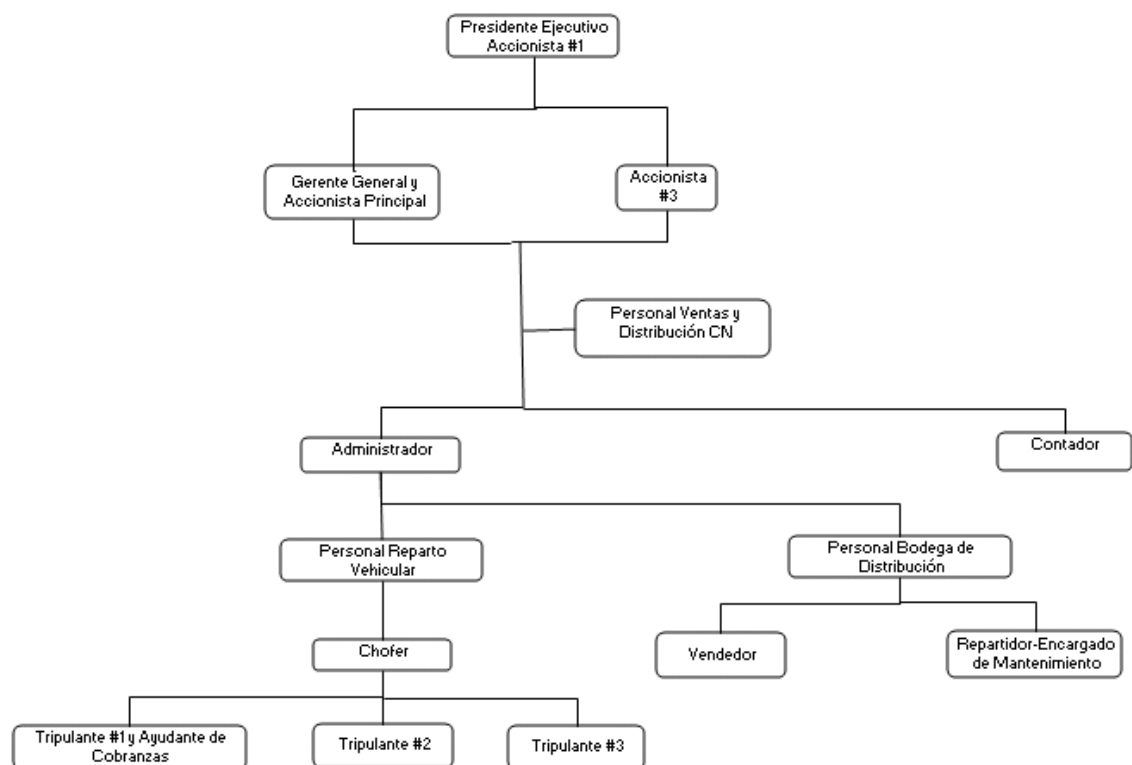 Presidente Ejecutivo
Accionista #1
Gerente General y
Accionista Principal
Accionista
#3
Personal Ventas y
Distribución CN
Administrador
Contador
Personal Reparto
Vehicular
Personal Bodega de
Distribución
Chofer
Vendedor
Repartidor-Encargado
de Mantenimiento
Tripulante #1 y Ayudante de
Cobranzas
Tripulante #2
Tripulante #3